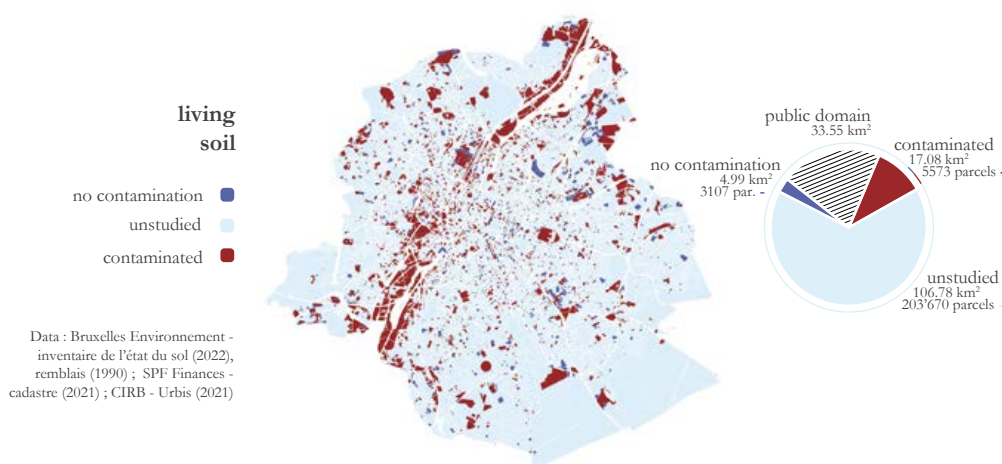 living
soil
no contamination
unstudied
contaminated
Data : Bruxelles Environnement -
inventaire de l'état du sol (2022),
remblais (1990) ; SPF Finances -
cadastre (2021) ; CIRB - Urbis (2021)
public domain
33.55 km²
contaminated
17.08 km²
5573 parcels -
no contamination
4.99 km²
3107 par. -
unstudied
106.78 km²
203'670 parcels